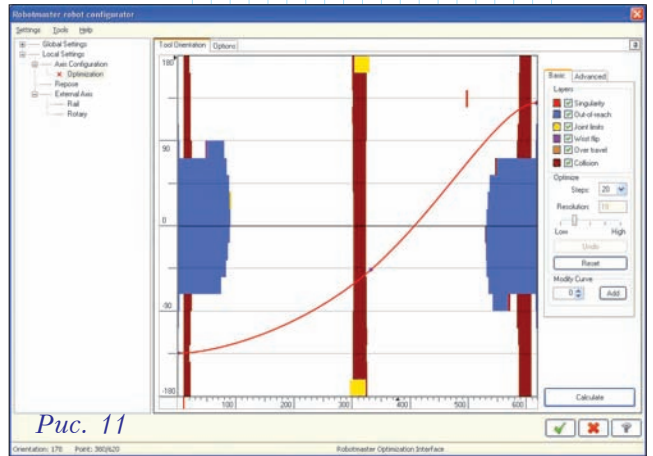 Robotmaster robot configurator
Settings Tools Help
Global Settings
Local Settings
Axis Configuration
Optimization
Repose
External Axis
Rail
Rotary
Tool Orientation Options
180
90
0
-90
-180
100 200 300 400 500 600
Basic Advanced
Layers
Singularity
Out-of-reach
Joint limits
Wrist flip
Over travel
Collision
Optimize
Steps: 20
Resolution:
Low High
Undo
Reset
Modify Curve
0 Add
Calculate
Рис. 11
Orientation: 170 Point: 380/620 Robotmaster Optimization Interface